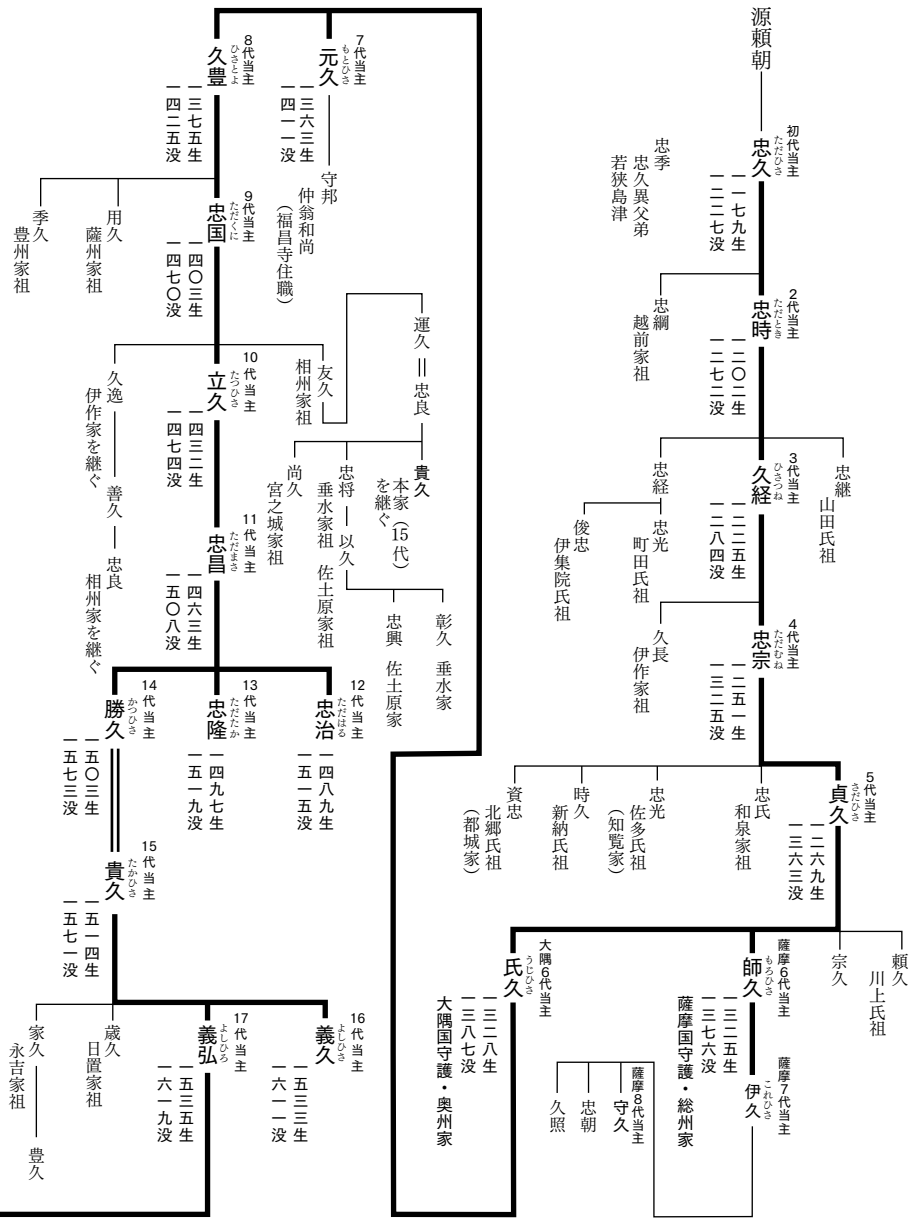 源頼朝
初代当主
忠久
ただひさ
一一七九生
一二二七没
忠季
忠久異父弟
若狭島津
2代当主
忠時
ただとき
一二〇二生
一二七二没
忠綱
越前家祖
3代当主
久経
ひさつね
一二二五生
一二八四没
忠継
山田氏祖
忠経
忠光
町田氏祖
俊忠
伊集院氏祖
4代当主
忠宗
ただむね
一二五一生
一三二五没
久長
伊作家祖
5代当主
貞久
さだひさ
一二六九生
一三六三没
忠氏
和泉家祖
忠光
佐多氏祖
(知覧家)
時久
新納氏祖
資忠
北郷氏祖
(都城家)
頼久
川上氏祖
宗久
薩摩6代当主
師久
もろひさ
一三二五生
一三七六没
薩摩国守護・総州家
薩摩7代当主
伊久
これひさ
薩摩8代当主
守久
忠朝
久照
大隅6代当主
氏久
うじひさ
一三二八生
一三八七没
大隅国守護・奥州家
7代当主
元久
もとひさ
一三六三生
一四一一没
守邦
仲翁和尚
(福昌寺住職)
8代当主
久豊
ひさとよ
一三七五生
一四二五没
9代当主
忠国
ただくに
一四〇三生
一四七〇没
用久
薩州家祖
季久
豊州家祖
10代当主
立久
たつひさ
一四三二生
一四七四没
友久
相州家祖
運久=忠良
貴久
本家(15代)
を継ぐ
忠将
垂水家祖
以久
佐土原家祖
彰久 垂水家
忠興 佐土原家
尚久
宮之城家祖
久逸
伊作家を継ぐ
善久
忠良
相州家を継ぐ
11代当主
忠昌
ただまさ
一四六三生
一五〇八没
12代当主
忠治
ただはる
一四八九生
一五一五没
13代当主
忠隆
ただたか
一四九七生
一五一九没
14代当主
勝久
かつひさ
一五〇三生
一五七三没
15代当主
貴久
たかひさ
一五一四生
一五七一没
16代当主
義久
よしひさ
一五三三生
一六一一没
17代当主
義弘
よしひろ
一五三五生
一六一九没
歳久
日置家祖
家久
永吉家祖
豊久